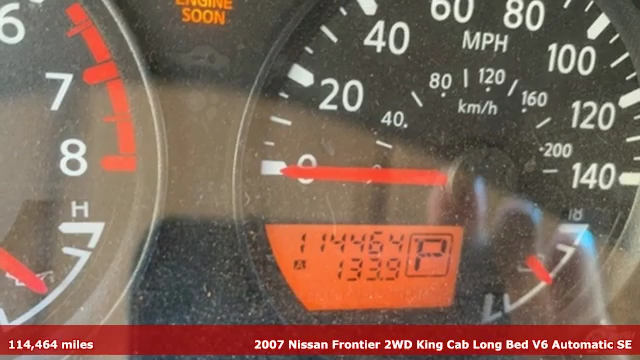 ENGINE
SOON
6
7
8
H
20
40
60
80
100
120
140
MPH
km/h
0
40
80
120
160
200
114464
A 133.9
P
114,464 miles
2007 Nissan Frontier 2WD King Cab Long Bed V6 Automatic SE